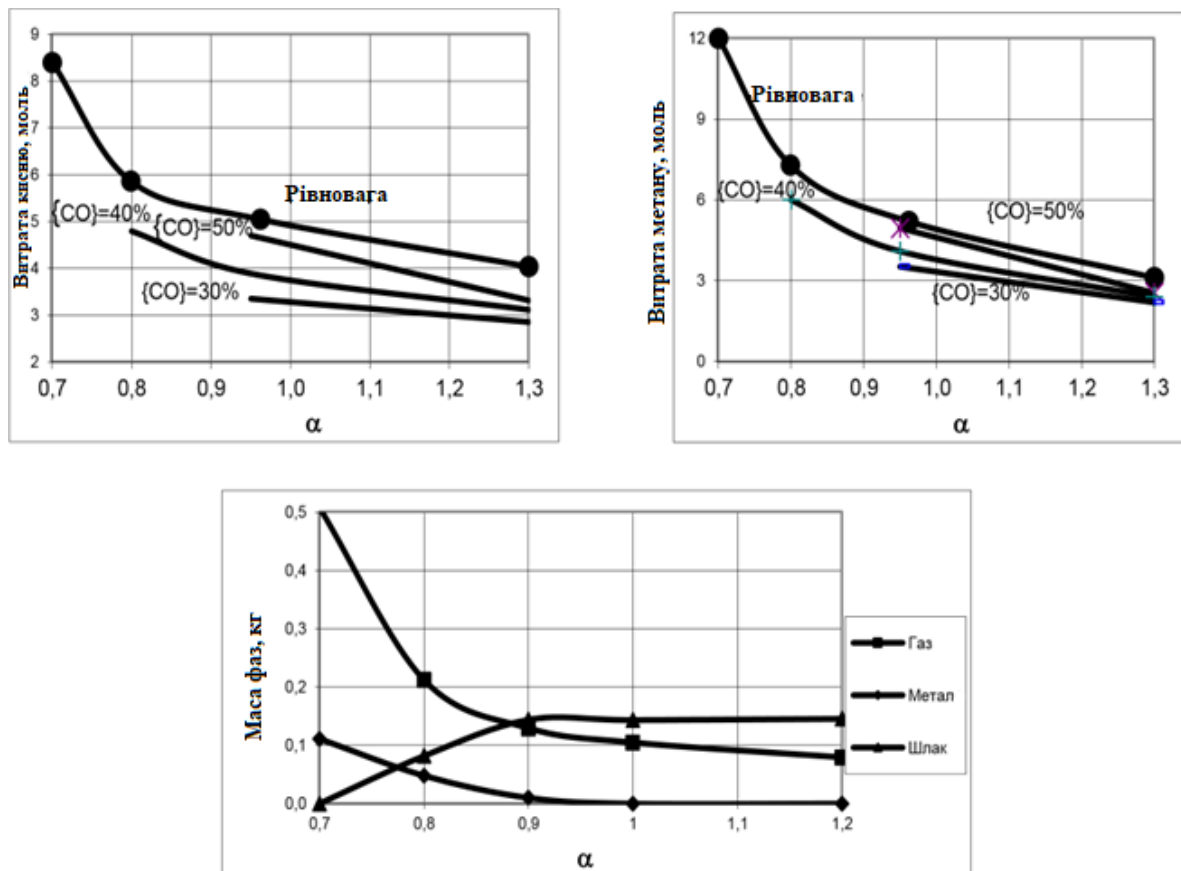 Витрата кисню, моль
9
8
7
6
5
4
3
2
Рівновага
{CO}=40%
{CO}=50%
{CO}=30%
0,7 0,8 0,9 1,0 1,1 1,2 1,3
α
Витрата метану, моль
12
9
6
3
0
Рівновага
{CO}=40%
{CO}=50%
{CO}=30%
0,7 0,8 0,9 1,0 1,1 1,2 1,3
α
Маса фаз, кг
0,5
0,4
0,3
0,2
0,1
0,0
0,7 0,8 0,9 1 1,1 1,2
α
Газ
Метал
Шлак